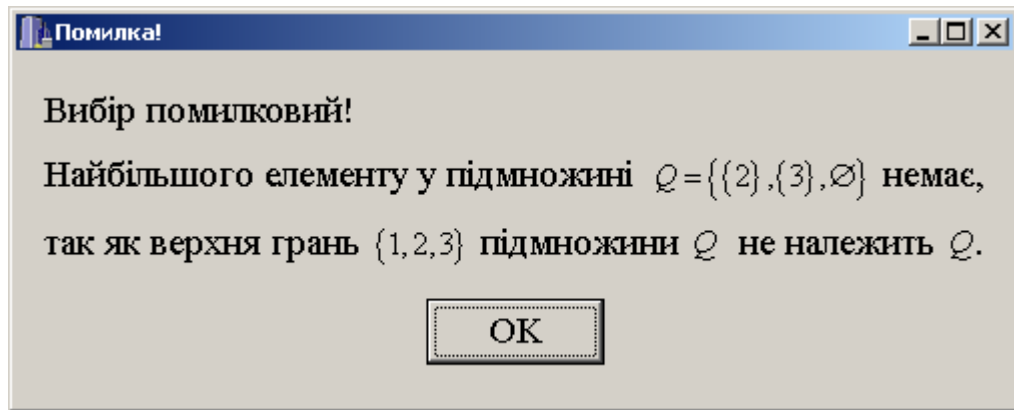 Помилка!
Вибір помилковий!
Найбільшого елементу у підмножині Q={{2},{3},∅} немає,
так як верхня грань {1,2,3} підмножини Q не належить Q.
OK